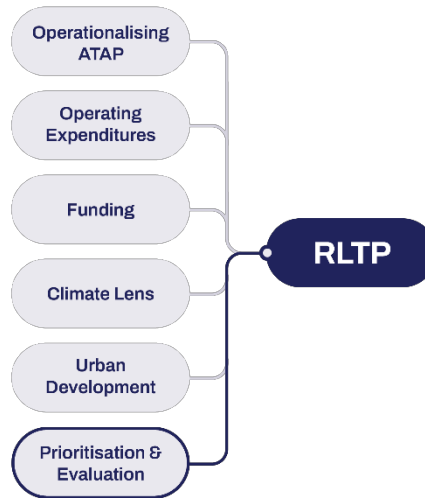 Operationalising
ATAP
Operating
Expenditures
Funding
RLTP
Climate Lens
Urban
Development
Prioritisation &
Evaluation